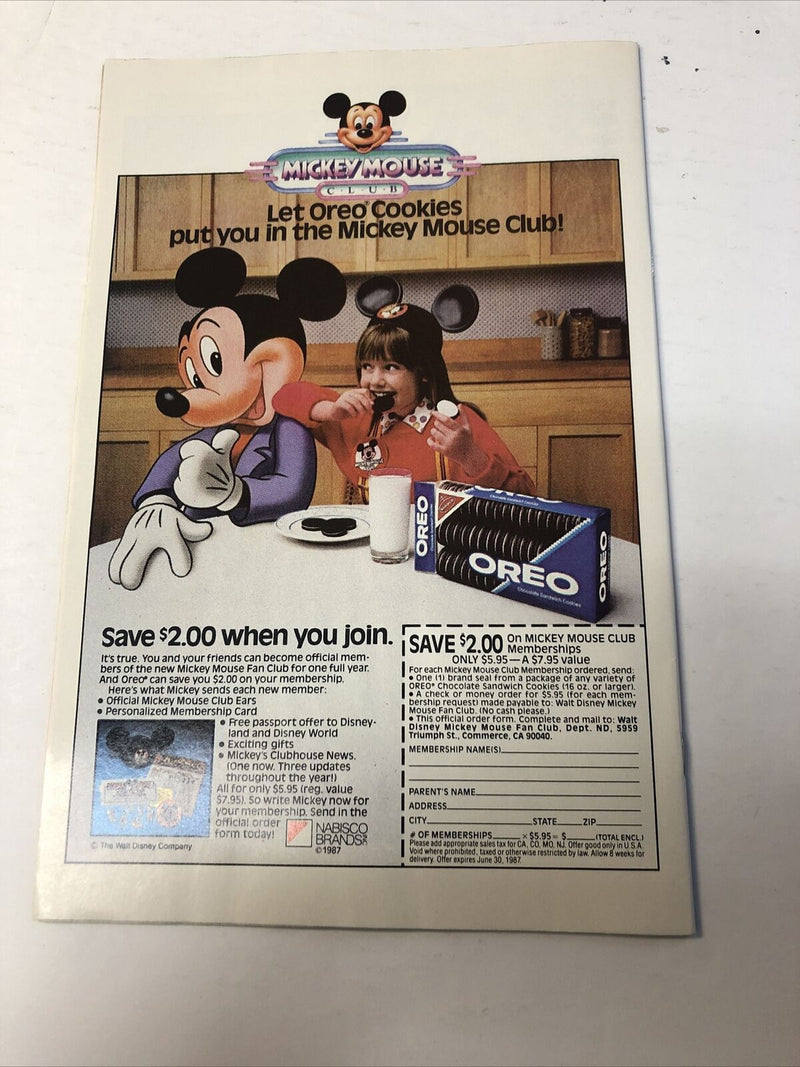 MICKEY MOUSE
C·L·U·B
Let Oreo® Cookies
put you in the Mickey Mouse Club!
OREO
OREO
Chocolate Sandwich Cookies
OREO
Save $2.00 when you join.
It's true. You and your friends can become official mem-
bers of the new Mickey Mouse Fan Club for one full year.
And Oreo® can save you $2.00 on your membership.
Here's what Mickey sends each new member:
• Official Mickey Mouse Club Ears
• Personalized Membership Card
• Free passport offer to Disney-
land and Disney World
• Exciting gifts
• Mickey's Clubhouse News.
(One now. Three updates
throughout the year!)
All for only $5.95 (reg. value
$7.95). So write Mickey now for
your membership. Send in the
official order
form today!
NABISCO
BRANDS
©1987
© The Walt Disney Company
SAVE $2.00 ON MICKEY MOUSE CLUB
Memberships
ONLY $5.95—A $7.95 value
For each Mickey Mouse Club Membership ordered, send:
• One (1) brand seal from a package of any variety of
OREO® Chocolate Sandwich Cookies (16 oz. or larger).
• A check or money order for $5.95 (for each mem-
bership request) made payable to: Walt Disney Mickey
Mouse Fan Club. (No cash please.)
• This official order form. Complete and mail to: Walt
Disney Mickey Mouse Fan Club, Dept. ND, 5959
Triumph St., Commerce, CA 90040.
MEMBERSHIP NAME(S)
PARENT'S NAME
ADDRESS
CITY STATE ZIP
# OF MEMBERSHIPS x $5.95 = $ (TOTAL ENCL.)
Please add appropriate sales tax for CA, CO, MO, NJ. Offer good only in U.S.A.
Void where prohibited, taxed or otherwise restricted by law. Allow 8 weeks for
delivery. Offer expires June 30, 1987.